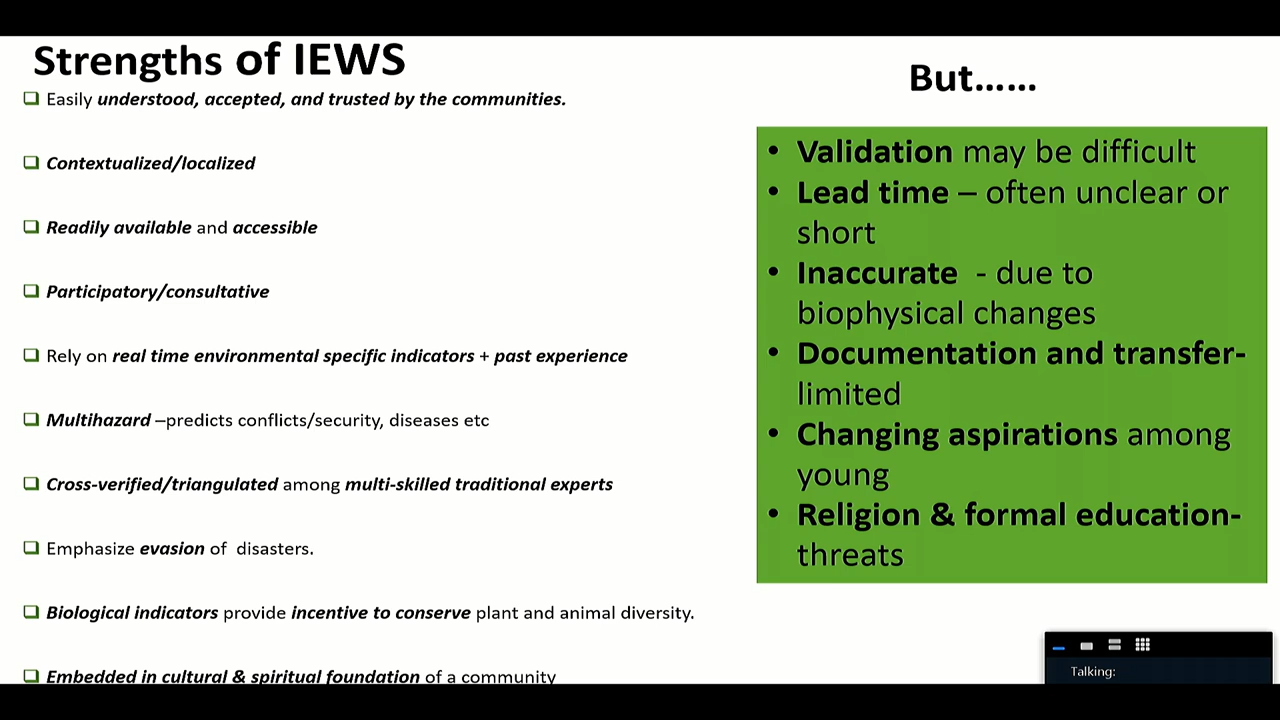 Strengths of IEWS
Easily understood, accepted, and trusted by the communities.
Contextualized/localized
Readily available and accessible
Participatory/consultative
Rely on real time environmental specific indicators + past experience
Multihazard –predicts conflicts/security, diseases etc
Cross-verified/triangulated among multi-skilled traditional experts
Emphasize evasion of  disasters.
Biological indicators provide incentive to conserve plant and animal diversity.
Embedded in cultural & spiritual foundation of a community
But......
• Validation may be difficult
• Lead time – often unclear or
short
• Inaccurate  - due to
biophysical changes
• Documentation and transfer-
limited
• Changing aspirations among
young
• Religion & formal education-
threats
Talking: